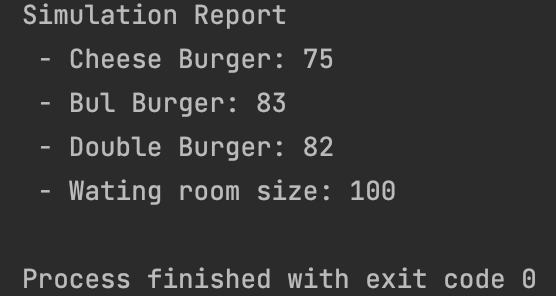 Simulation Report
- Cheese Burger: 75
- Bul Burger: 83
- Double Burger: 82
- Wating room size: 100
Process finished with exit code 0